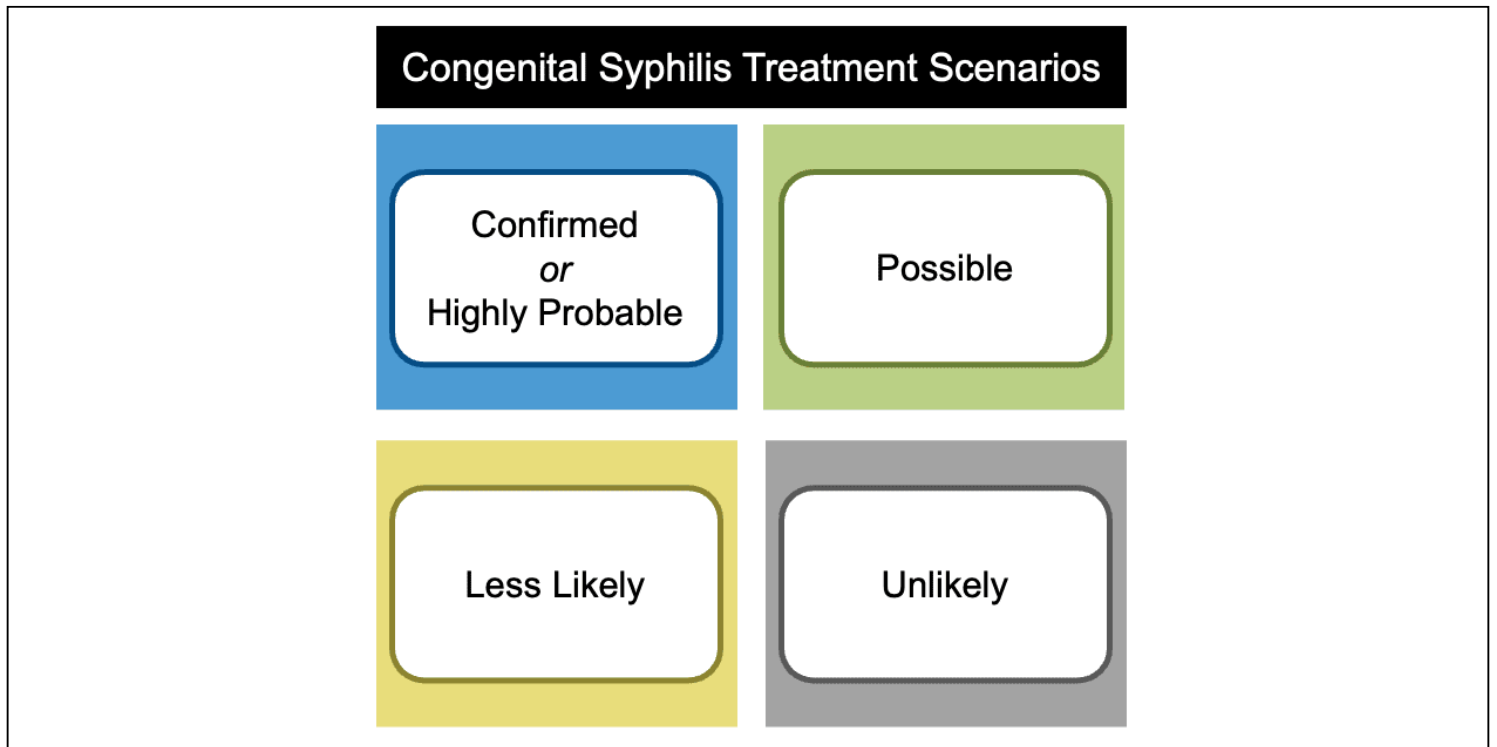 Congenital Syphilis Treatment Scenarios
Confirmed
or
Highly Probable
Possible
Less Likely
Unlikely